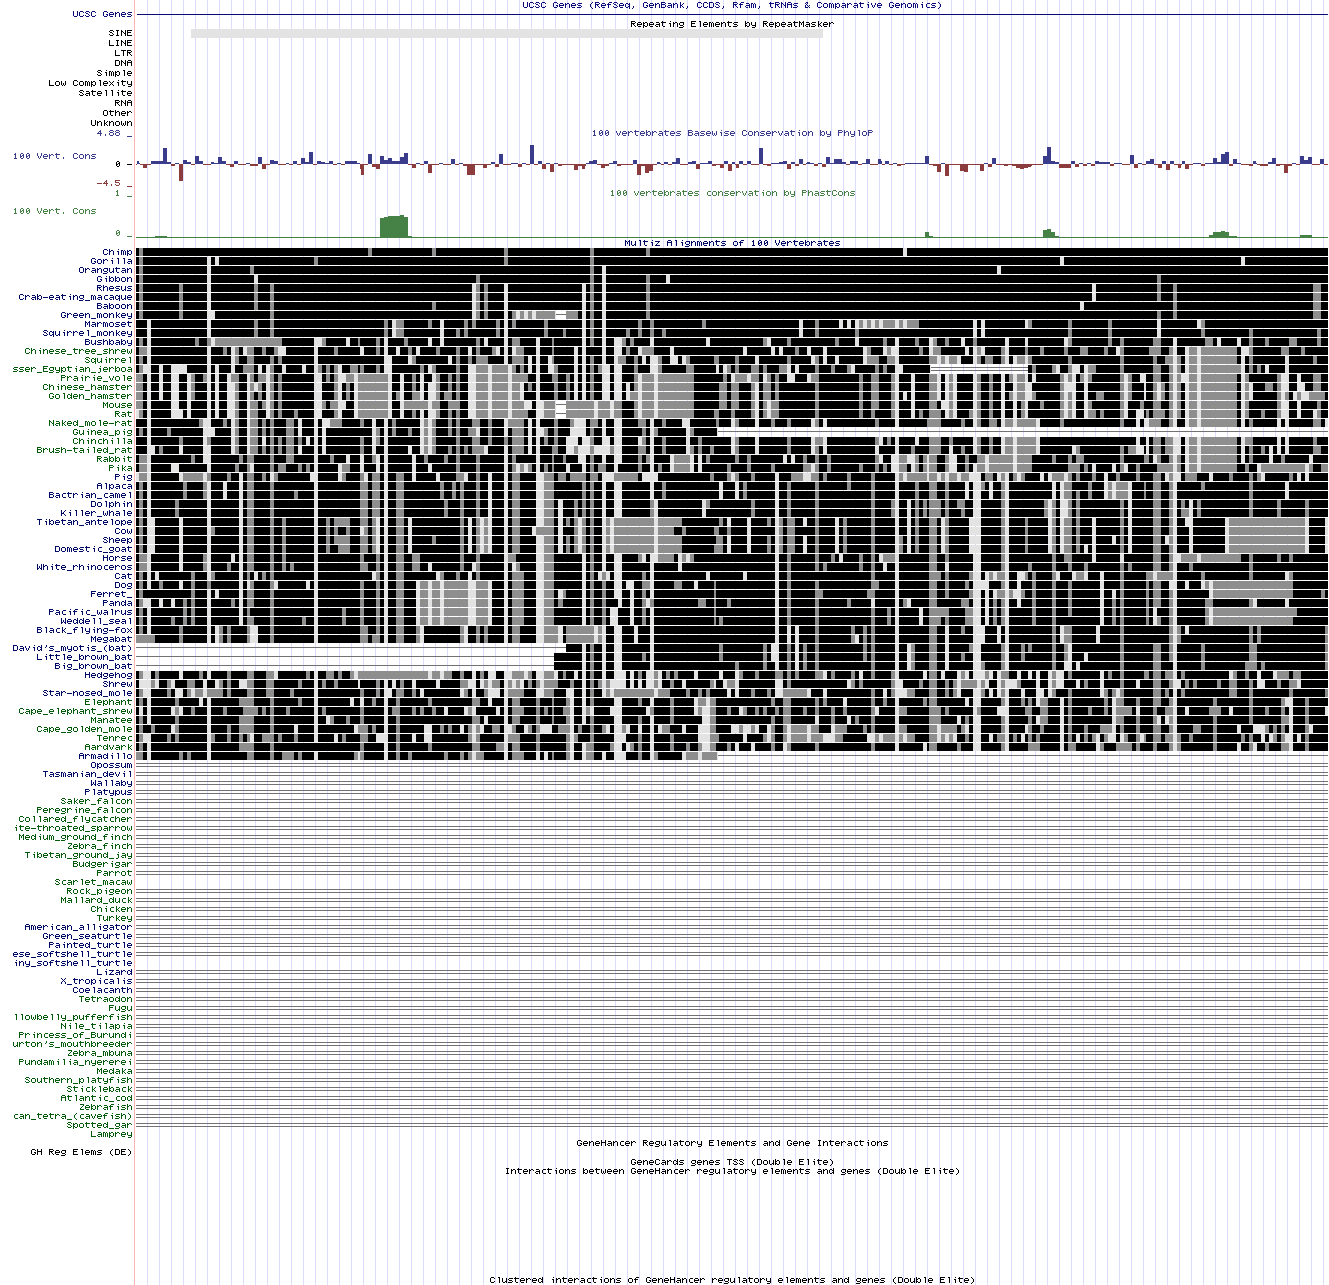 UCSC Genes (RefSeq, GenBank, CCDS, Rfam, tRNAs & Comparative Genomics)
UCSC Genes
Repeating Elements by RepeatMasker
SINE
LINE
LTR
DNA
Simple
Low Complexity
Satellite
RNA
Other
Unknown
4.88 _
100 vertebrates Basewise Conservation by PhyloP
100 Vert. Cons
0 -
-4.5 _
100 vertebrates conservation by PhastCons
1 _
100 Vert. Cons
0 _
Multiz Alignments of 100 Vertebrates
Chimp
Gorilla
Orangutan
Gibbon
Rhesus
Crab-eating_macaque
Baboon
Green_monkey
Marmoset
Squirrel_monkey
Bushbaby
Chinese_tree_shrew
Squirrel
sser_Egyptian_jerboa
Prairie_vole
Chinese_hamster
Golden_hamster
Mouse
Rat
Naked_mole-rat
Guinea_pig
Chinchilla
Brush-tailed_rat
Rabbit
Pika
Pig
Alpaca
Bactrian_camel
Dolphin
Killer_whale
Tibetan_antelope
Cow
Sheep
Domestic_goat
Horse
White_rhinoceros
Cat
Dog
Ferret_
Panda
Pacific_walrus
Weddell_seal
Black_flying-fox
Megabat
David's_myotis_(bat)
Little_brown_bat
Big_brown_bat
Hedgehog
Shrew
Star-nosed_mole
Elephant
Cape_elephant_shrew
Manatee
Cape_golden_mole
Tenrec
Aardvark
Armadillo
Opossum
Tasmanian_devil
Wallaby
Platypus
Saker_falcon
Peregrine_falcon
Collared_flycatcher
ite-throated_sparrow
Medium_ground_finch
Zebra_finch
Tibetan_ground_jay
Budgerigar
Parrot
Scarlet_macaw
Rock_pigeon
Mallard_duck
Chicken
Turkey
American_alligator
Green_seaturtle
Painted_turtle
ese_softshell_turtle
iny_softshell_turtle
Lizard
X_tropicalis
Coelacanth
Tetraodon
Fugu
llowbelly_pufferfish
Nile_tilapia
Princess_of_Burundi
urton's_mouthbreeder
Zebra_mbuna
Pundamilia_nyererei
Medaka
Southern_platyfish
Stickleback
Atlantic_cod
Zebrafish
can_tetra_(cavefish)
Spotted_gar
Lamprey
GeneHancer Regulatory Elements and Gene Interactions
GH Reg Elems (DE)
GeneCards genes TSS (Double Elite)
Interactions between GeneHancer regulatory elements and genes (Double Elite)
Clustered interactions of GeneHancer regulatory elements and genes (Double Elite)